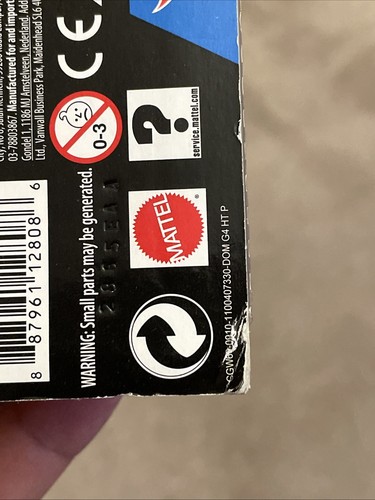 03-78803867. Manufactured for and import
Gondel 1, 1186 MJ Amstelveen, Nederland. Add
Ltd., Vanwall Business Park, Maidenhead SL6 4
CE
0-3
?
service.mattel.com
WARNING: Small parts may be generated.
MATTEL
8 87961 12808 6
-0010-1100407330-DOM G4 HT P